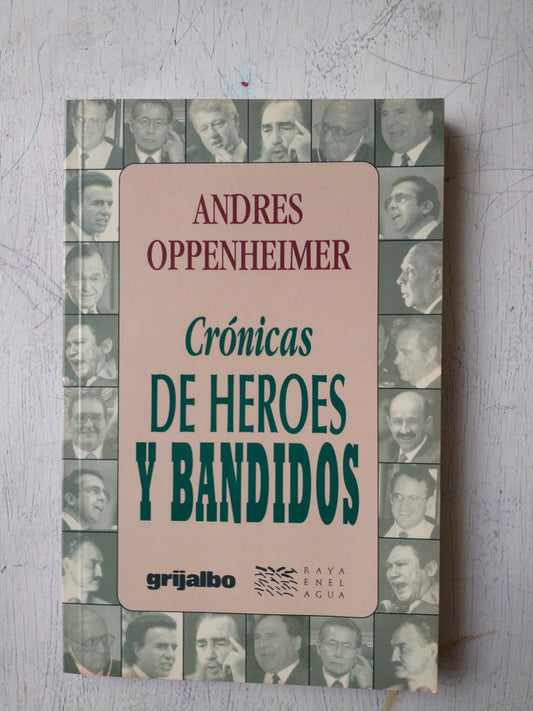 ANDRES
OPPENHEIMER
Crónicas
DE HEROES
Y BANDIDOS
grijalbo
RAYA
EN EL
AGUA